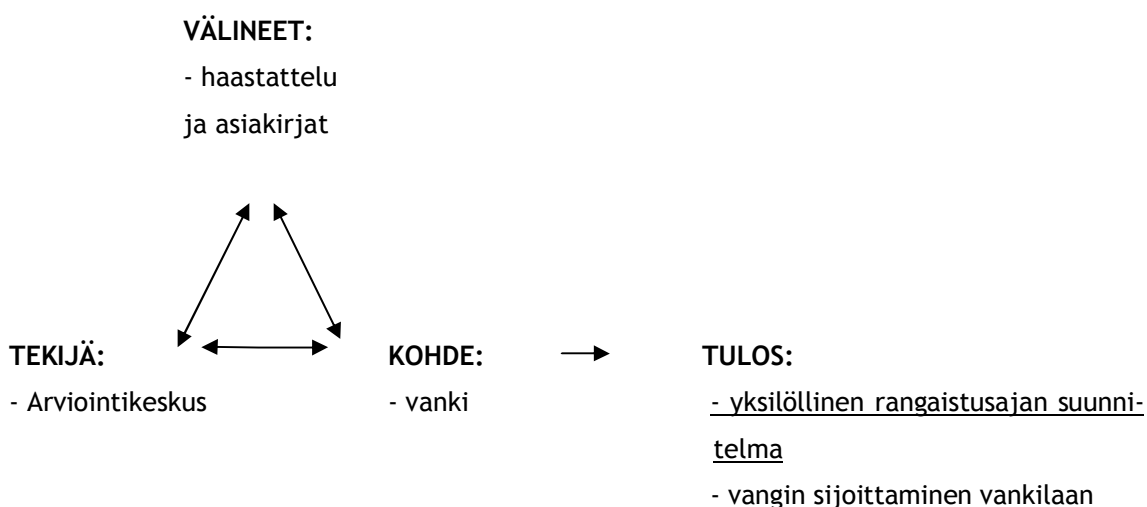 VÄLINEET:
- haastattelu
ja asiakirjat
TEKIJÄ:
- Arviointikeskus
KOHDE:
- vanki
TULOS:
- yksilöllinen rangaistusajan suunni-
telma
- vangin sijoittaminen vankilaan